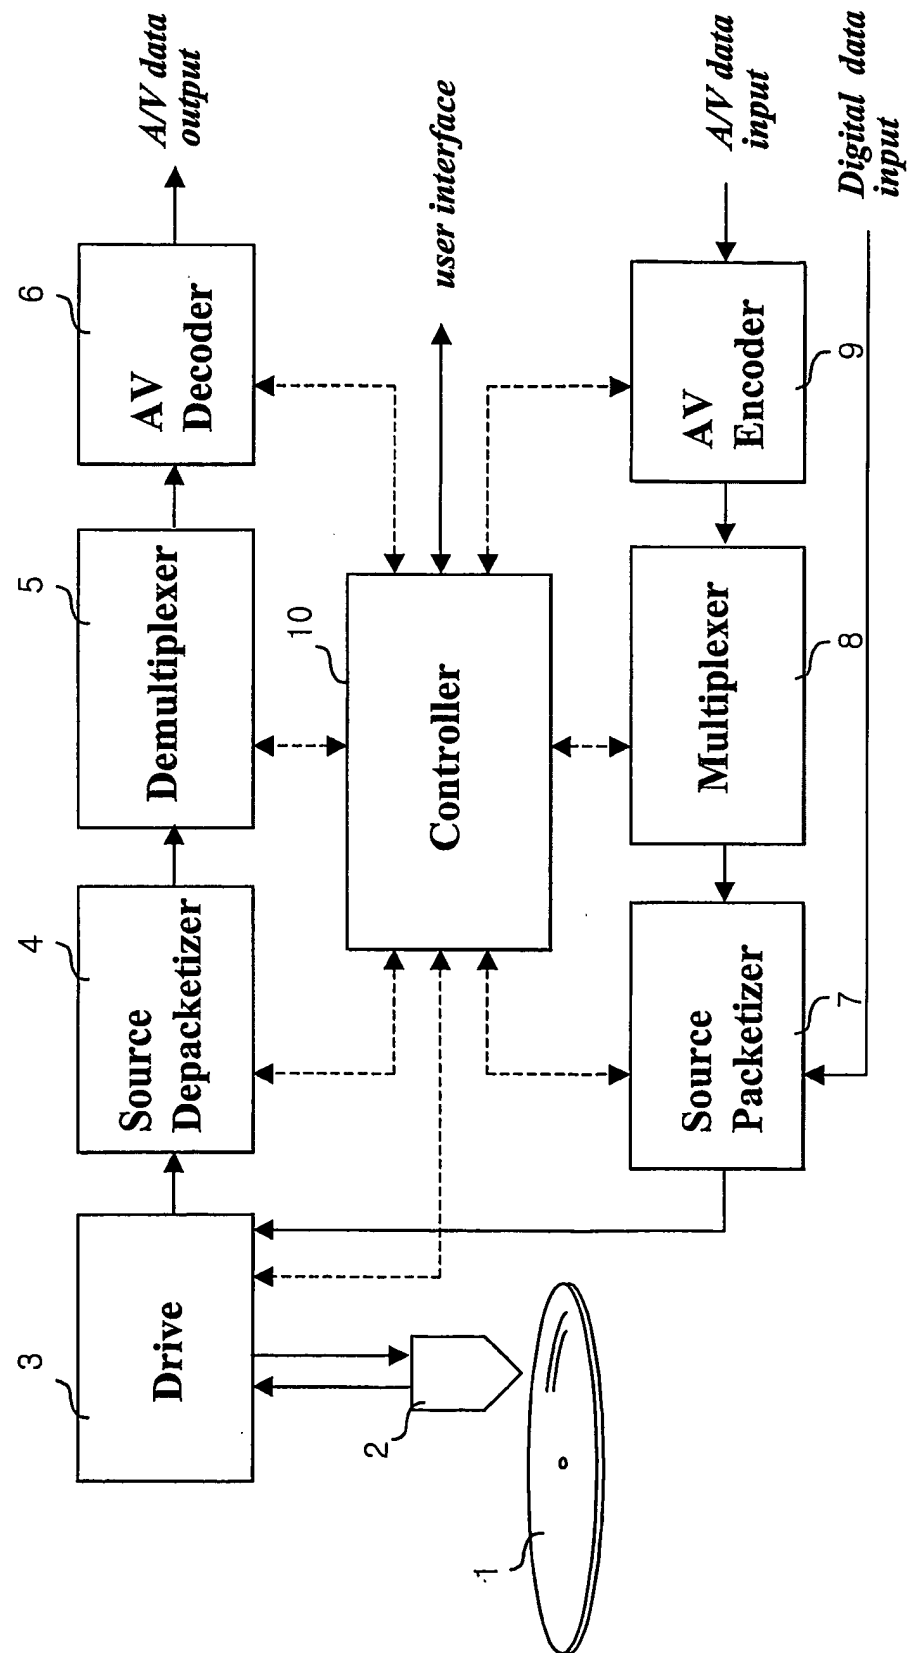 3
Drive
4
Source
Depacketizer
5
Demultiplexer
6
AV
Decoder
A/V data
output
2
10
Controller
user interface
1
Source
Packetizer
7
Multiplexer
8
AV
Encoder
9
A/V data
input
Digital data
input